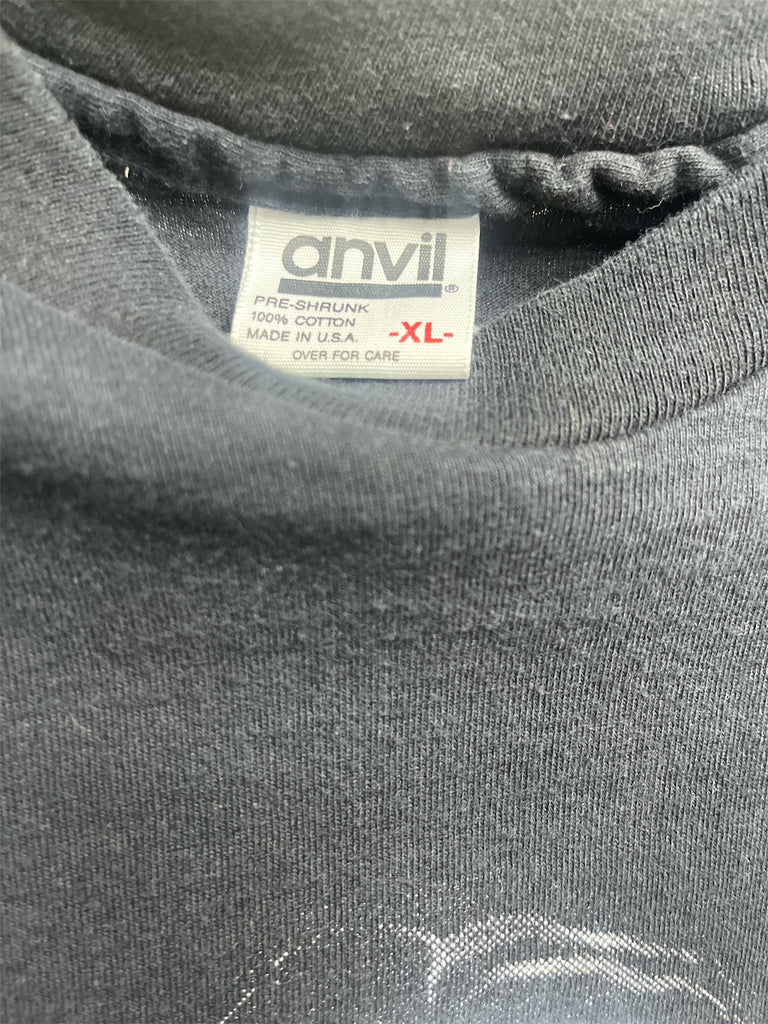 anvil®
PRE-SHRUNK
100% COTTON
MADE IN U.S.A.
-XL-
OVER FOR CARE